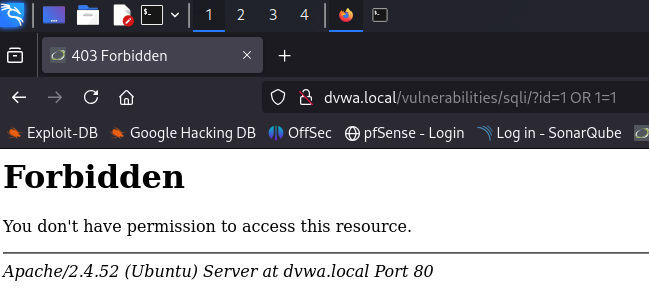 1 2 3 4
403 Forbidden
dvwa.local/vulnerabilities/sqli/?id=1 OR 1=1
Exploit-DB Google Hacking DB OffSec pfSense - Login Log in - SonarQube
Forbidden
You don't have permission to access this resource.
Apache/2.4.52 (Ubuntu) Server at dvwa.local Port 80